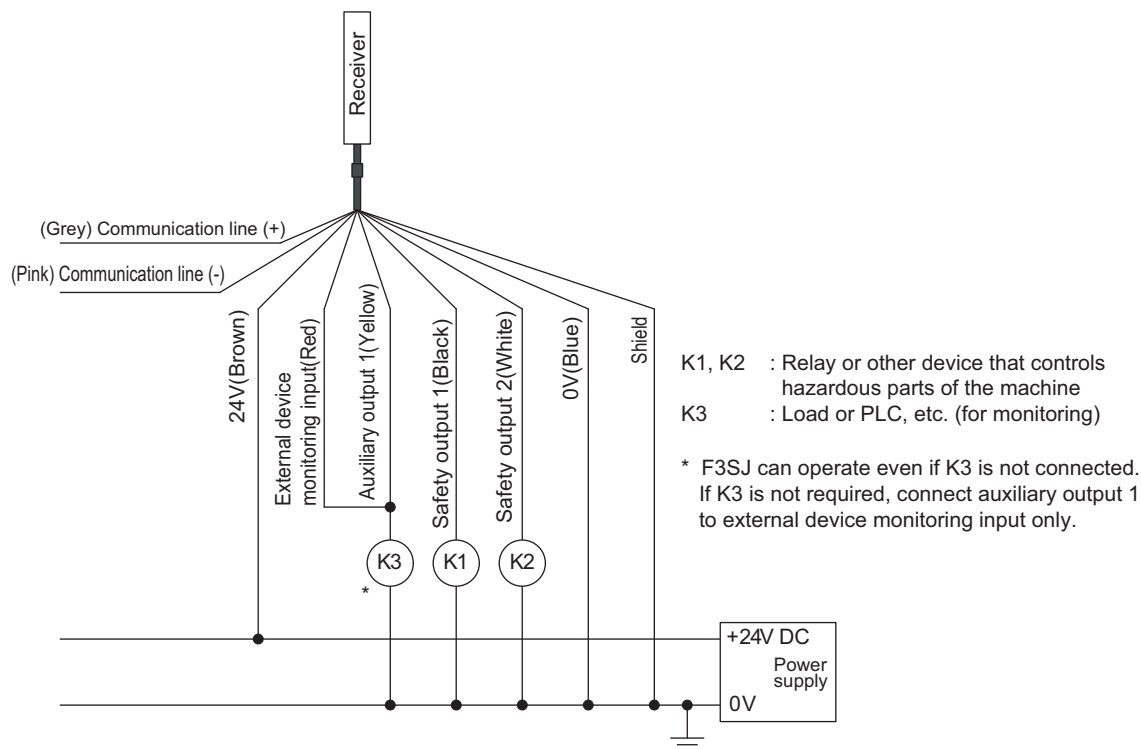 Receiver
(Grey) Communication line (+)
(Pink) Communication line (-)
24V(Brown)
External device
monitoring input(Red)
Auxiliary output 1(Yellow)
Safety output 1(Black)
Safety output 2(White)
0V(Blue)
Shield
K1, K2 : Relay or other device that controls
hazardous parts of the machine
K3 : Load or PLC, etc. (for monitoring)
* F3SJ can operate even if K3 is not connected.
If K3 is not required, connect auxiliary output 1
to external device monitoring input only.
K3
K1
K2
*
+24V DC
Power
supply
0V